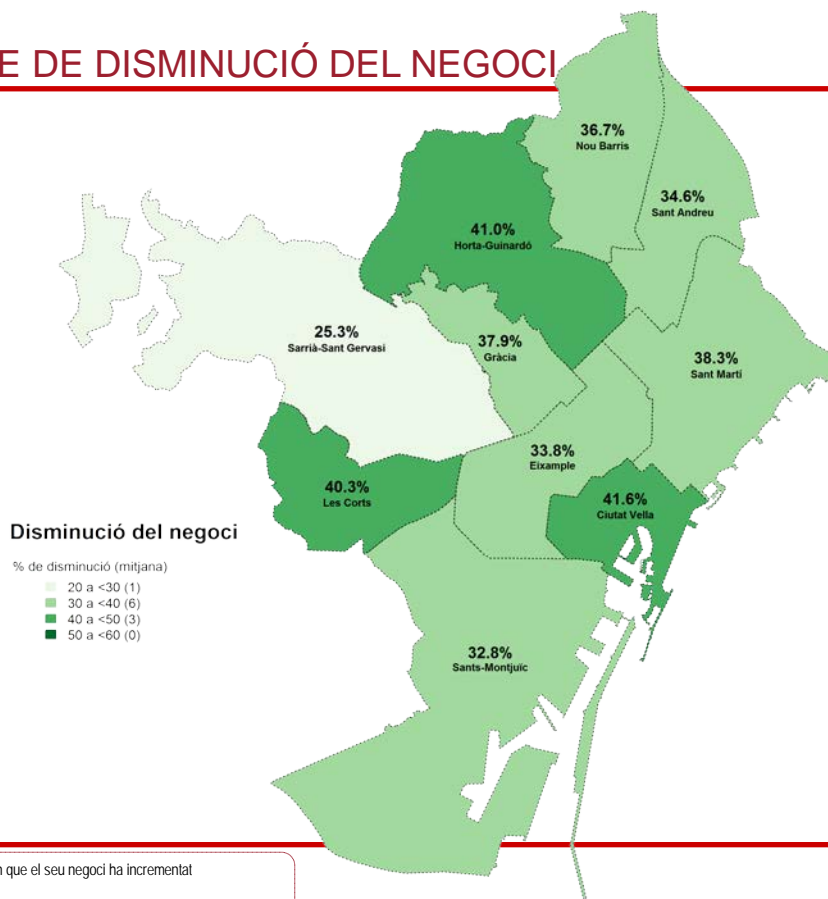 E DE DISMINUCIÓ DEL NEGOCI
36.7%
Nou Barris
34.6%
Sant Andreu
41.0%
Horta-Guinardó
25.3%
Sarrià-Sant Gervasi
37.9%
Gràcia
38.3%
Sant Martí
33.8%
Eixample
40.3%
Les Corts
41.6%
Ciutat Vella
Disminució del negoci
% de disminució (mitjana)
20 a <30 (1)
30 a <40 (6)
40 a <50 (3)
50 a <60 (0)
32.8%
Sants-Montjuïc
n que el seu negoci ha incrementat